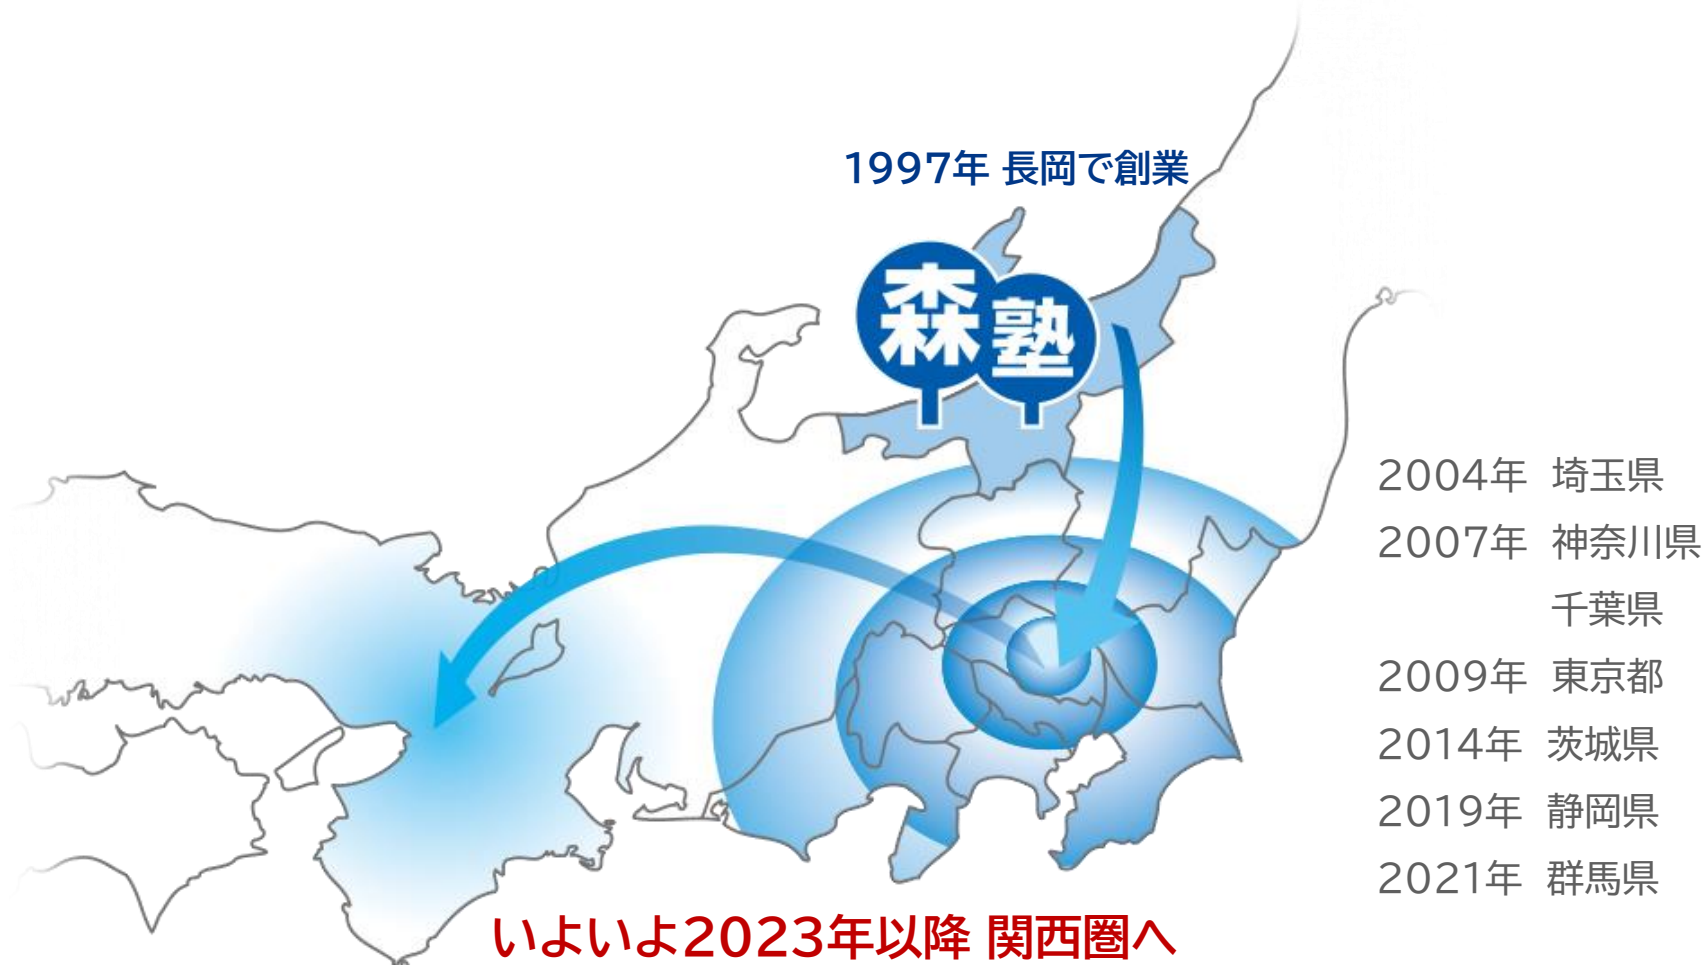 1997年 長岡で創業
森塾
2004年 埼玉県
2007年 神奈川県
千葉県
2009年 東京都
2014年 茨城県
2019年 静岡県
2021年 群馬県
いよいよ2023年以降 関西圏へ